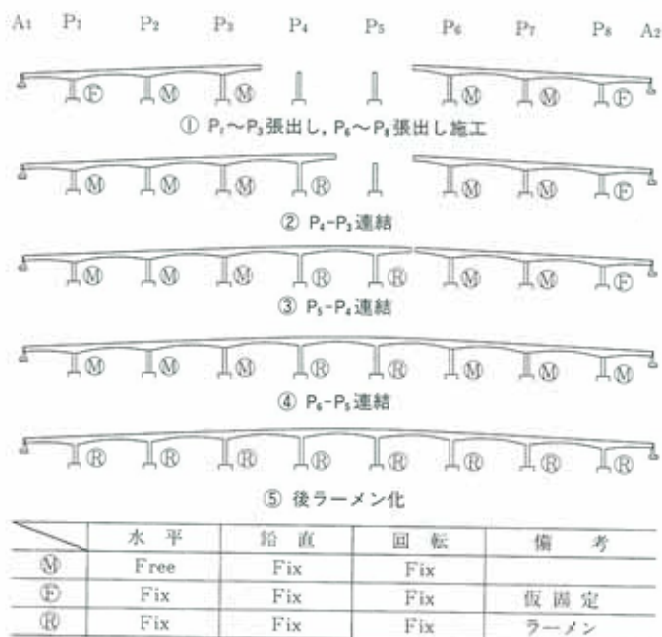 A₁ P₁ P₂ P₃ P₄ P₅ P₆ P₇ P₈ A₂
Ⓕ Ⓜ Ⓜ Ⓜ Ⓜ Ⓕ
① P₁～P₃張出し, P₆～P₈張出し施工
Ⓜ Ⓜ Ⓜ Ⓡ Ⓜ Ⓜ Ⓕ
② P₄-P₃連結
Ⓜ Ⓜ Ⓜ Ⓡ Ⓡ Ⓜ Ⓜ Ⓕ
③ P₅-P₄連結
Ⓜ Ⓜ Ⓜ Ⓡ Ⓡ Ⓜ Ⓜ Ⓜ
④ P₆-P₅連結
Ⓡ Ⓡ Ⓡ Ⓡ Ⓡ Ⓡ Ⓡ Ⓡ
⑤ 後ラーメン化
水平 鉛直 回転 備考
Ⓜ Free Fix Fix
Ⓕ Fix Fix Fix 仮固定
Ⓡ Fix Fix Fix ラーメン